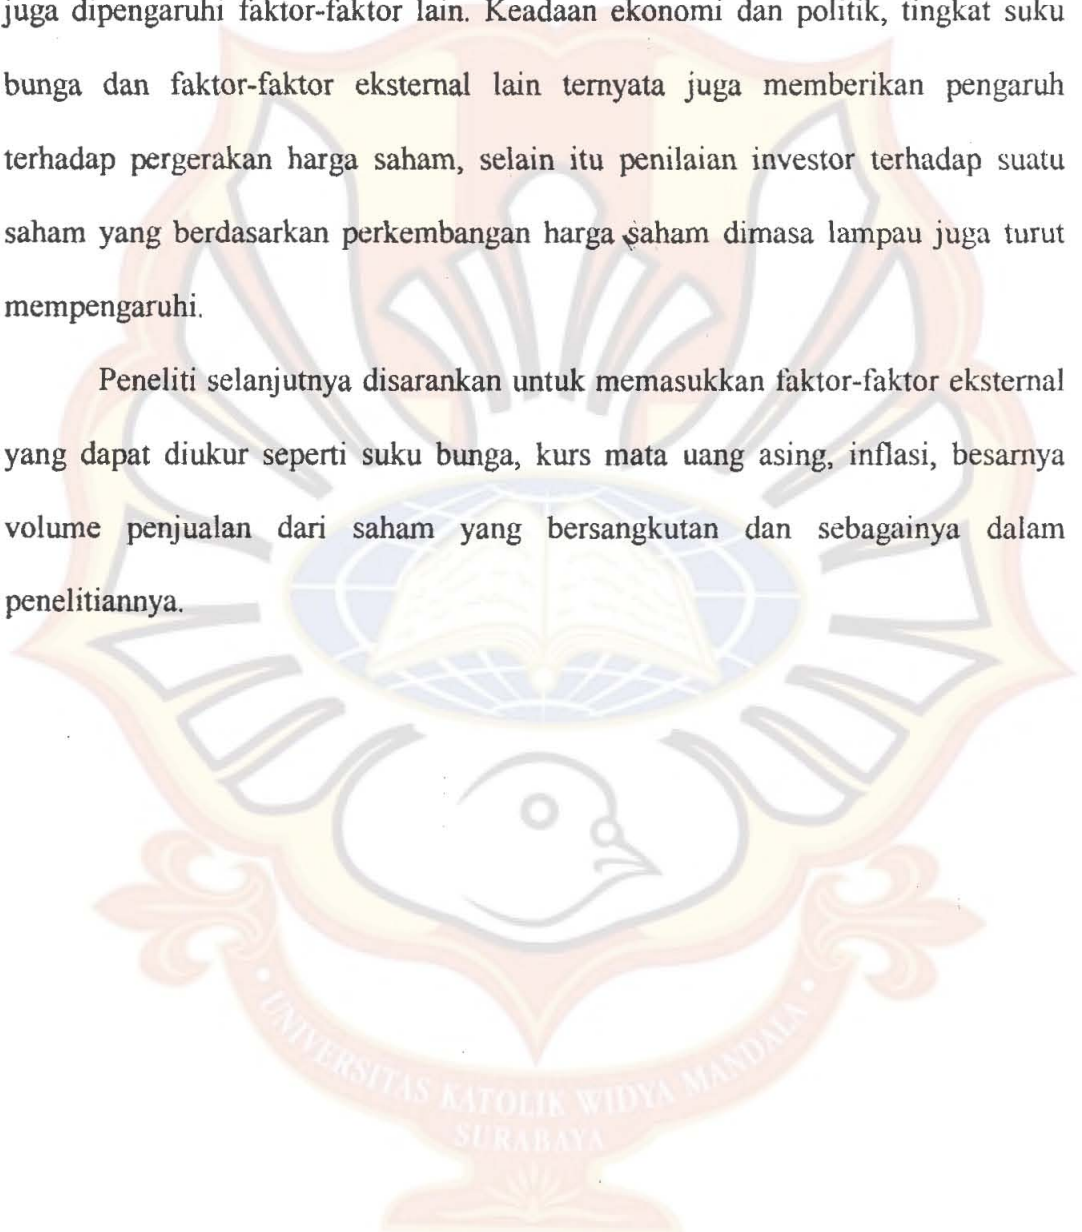 juga dipengaruhi faktor-faktor lain. Keadaan ekonomi dan politik, tingkat suku
bunga dan faktor-faktor eksternal lain ternyata juga memberikan pengaruh
terhadap pergerakan harga saham, selain itu penilaian investor terhadap suatu
saham yang berdasarkan perkembangan harga saham dimasa lampau juga turut
mempengaruhi.
Peneliti selanjutnya disarankan untuk memasukkan faktor-faktor eksternal
yang dapat diukur seperti suku bunga, kurs mata uang asing, inflasi, besarnya
volume penjualan dari saham yang bersangkutan dan sebagainya dalam
penelitiannya.
UNIVERSITAS KATOLIK WIDYA MANDALA
SURABAYA